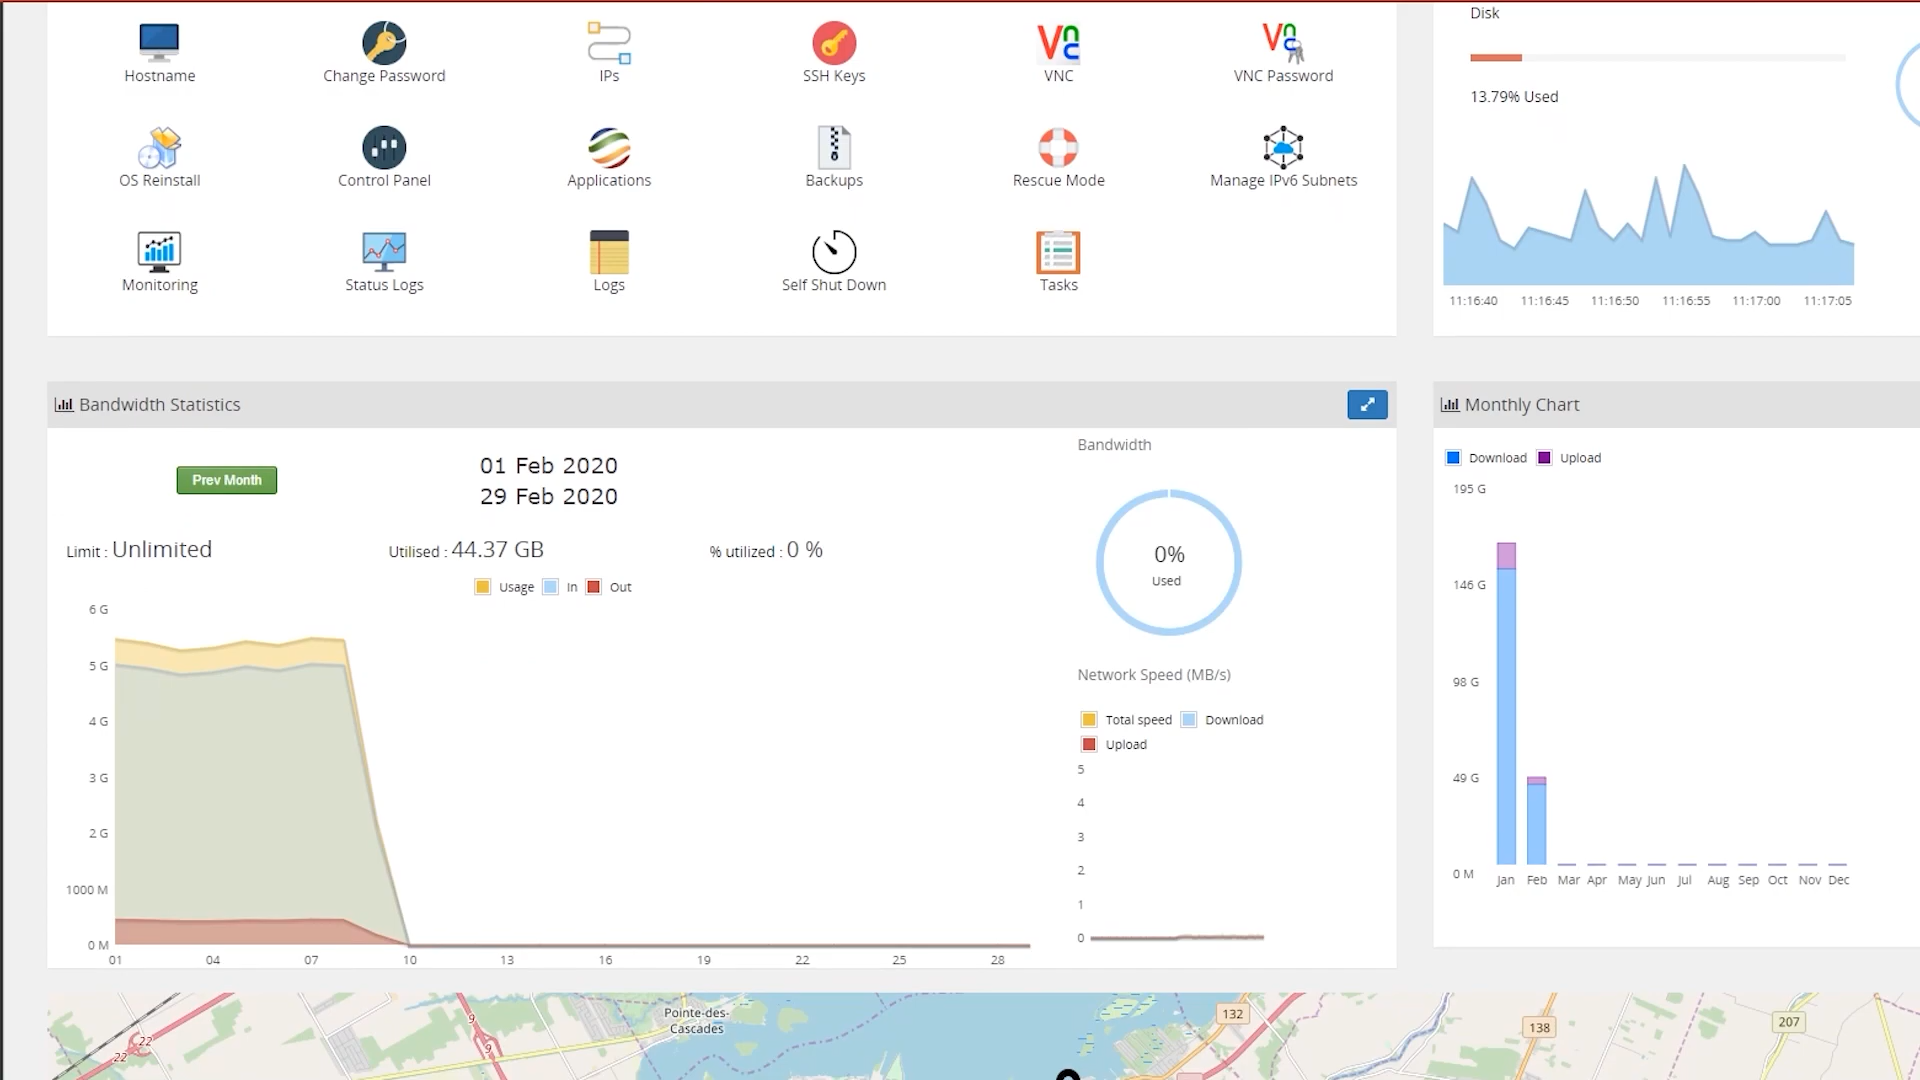 Hostname
Change Password
IPs
SSH Keys
VNC
VNC Password
OS Reinstall
Control Panel
Applications
Backups
Rescue Mode
Manage IPv6 Subnets
Monitoring
Status Logs
Logs
Self Shut Down
Tasks
Disk
13.79% Used
11:16:40 11:16:45 11:16:50 11:16:55 11:17:00 11:17:05
Bandwidth Statistics
Prev Month
01 Feb 2020
29 Feb 2020
Limit : Unlimited
Utilised : 44.37 GB
% utilized : 0 %
Usage In Out
6 G
5 G
4 G
3 G
2 G
1000 M
0 M
01 04 07 10 13 16 19 22 25 28
Bandwidth
0%
Used
Network Speed (MB/s)
Total speed Download
Upload
5
4
3
2
1
0
Monthly Chart
Download Upload
195 G
146 G
98 G
49 G
0 M
Jan Feb Mar Apr May Jun Jul Aug Sep Oct Nov Dec
22
22
9
9
Pointe-des-
Cascades
132
138
207